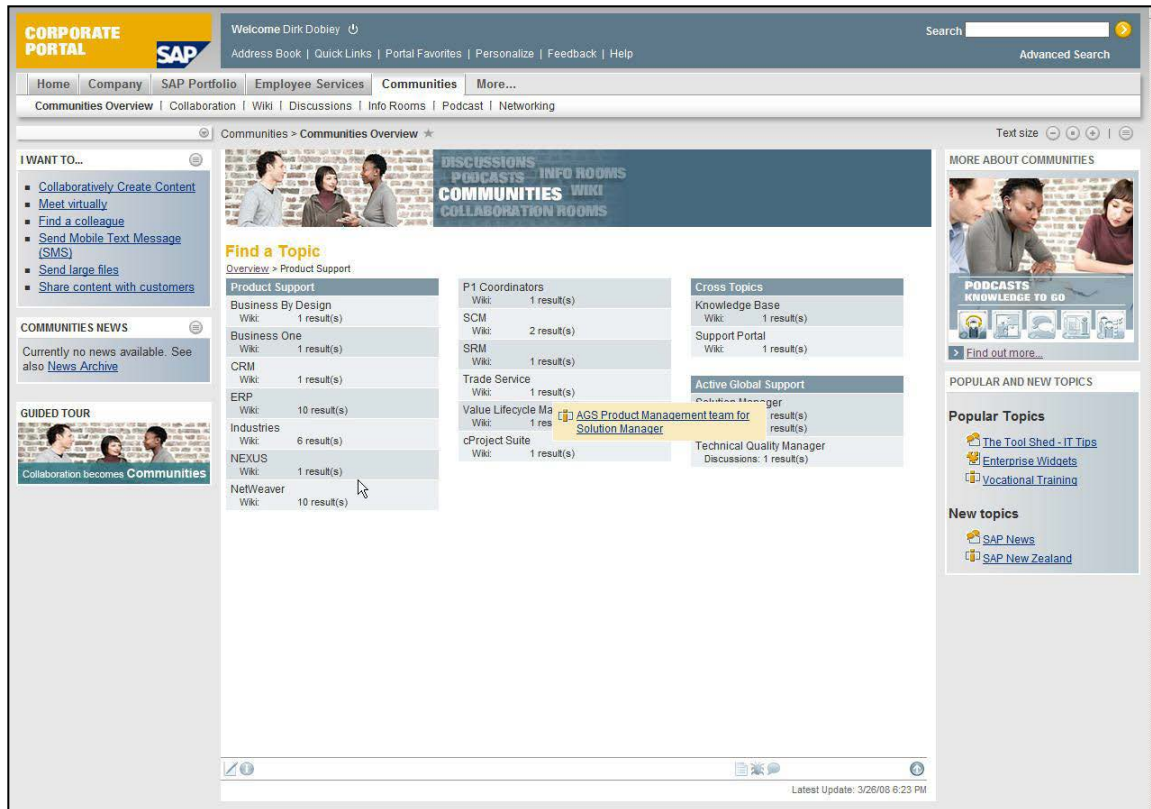 CORPORATE
PORTAL
SAP
Welcome Dirk Dobiey
Address Book | Quick Links | Portal Favorites | Personalize | Feedback | Help
Search
Advanced Search
Home Company SAP Portfolio Employee Services Communities More...
Communities Overview | Collaboration | Wiki | Discussions | Info Rooms | Podcast | Networking
Communities > Communities Overview
Text size
I WANT TO...
Collaboratively Create Content
Meet virtually
Find a colleague
Send Mobile Text Message
(SMS)
Send large files
Share content with customers
COMMUNITIES NEWS
Currently no news available. See
also News Archive
GUIDED TOUR
Collaboration becomes Communities
DISCUSSIONS
PODCASTS INFO ROOMS
COMMUNITIES WIKI
COLLABORATION ROOMS
Find a Topic
Overview > Product Support
Product Support
Business By Design
Wiki: 1 result(s)
Business One
Wiki: 1 result(s)
CRM
Wiki: 1 result(s)
ERP
Wiki: 10 result(s)
Industries
Wiki: 6 result(s)
NEXUS
Wiki: 1 result(s)
NetWeaver
Wiki: 10 result(s)
P1 Coordinators
Wiki: 1 result(s)
SCM
Wiki: 2 result(s)
SRM
Wiki: 1 result(s)
Trade Service
Wiki: 1 result(s)
Value Lifecycle Ma
Wiki: 1 res
cProject Suite
Wiki: 1 result(s)
AGS Product Management team for
Solution Manager
Cross Topics
Knowledge Base
Wiki: 1 result(s)
Support Portal
Wiki: 1 result(s)
Active Global Support
Solution Manager
result(s)
result(s)
Technical Quality Manager
Discussions: 1 result(s)
MORE ABOUT COMMUNITIES
PODCASTS
KNOWLEDGE TO GO
Find out more...
POPULAR AND NEW TOPICS
Popular Topics
The Tool Shed - IT Tips
Enterprise Widgets
Vocational Training
New topics
SAP News
SAP New Zealand
Latest Update: 3/26/08 6:23 PM